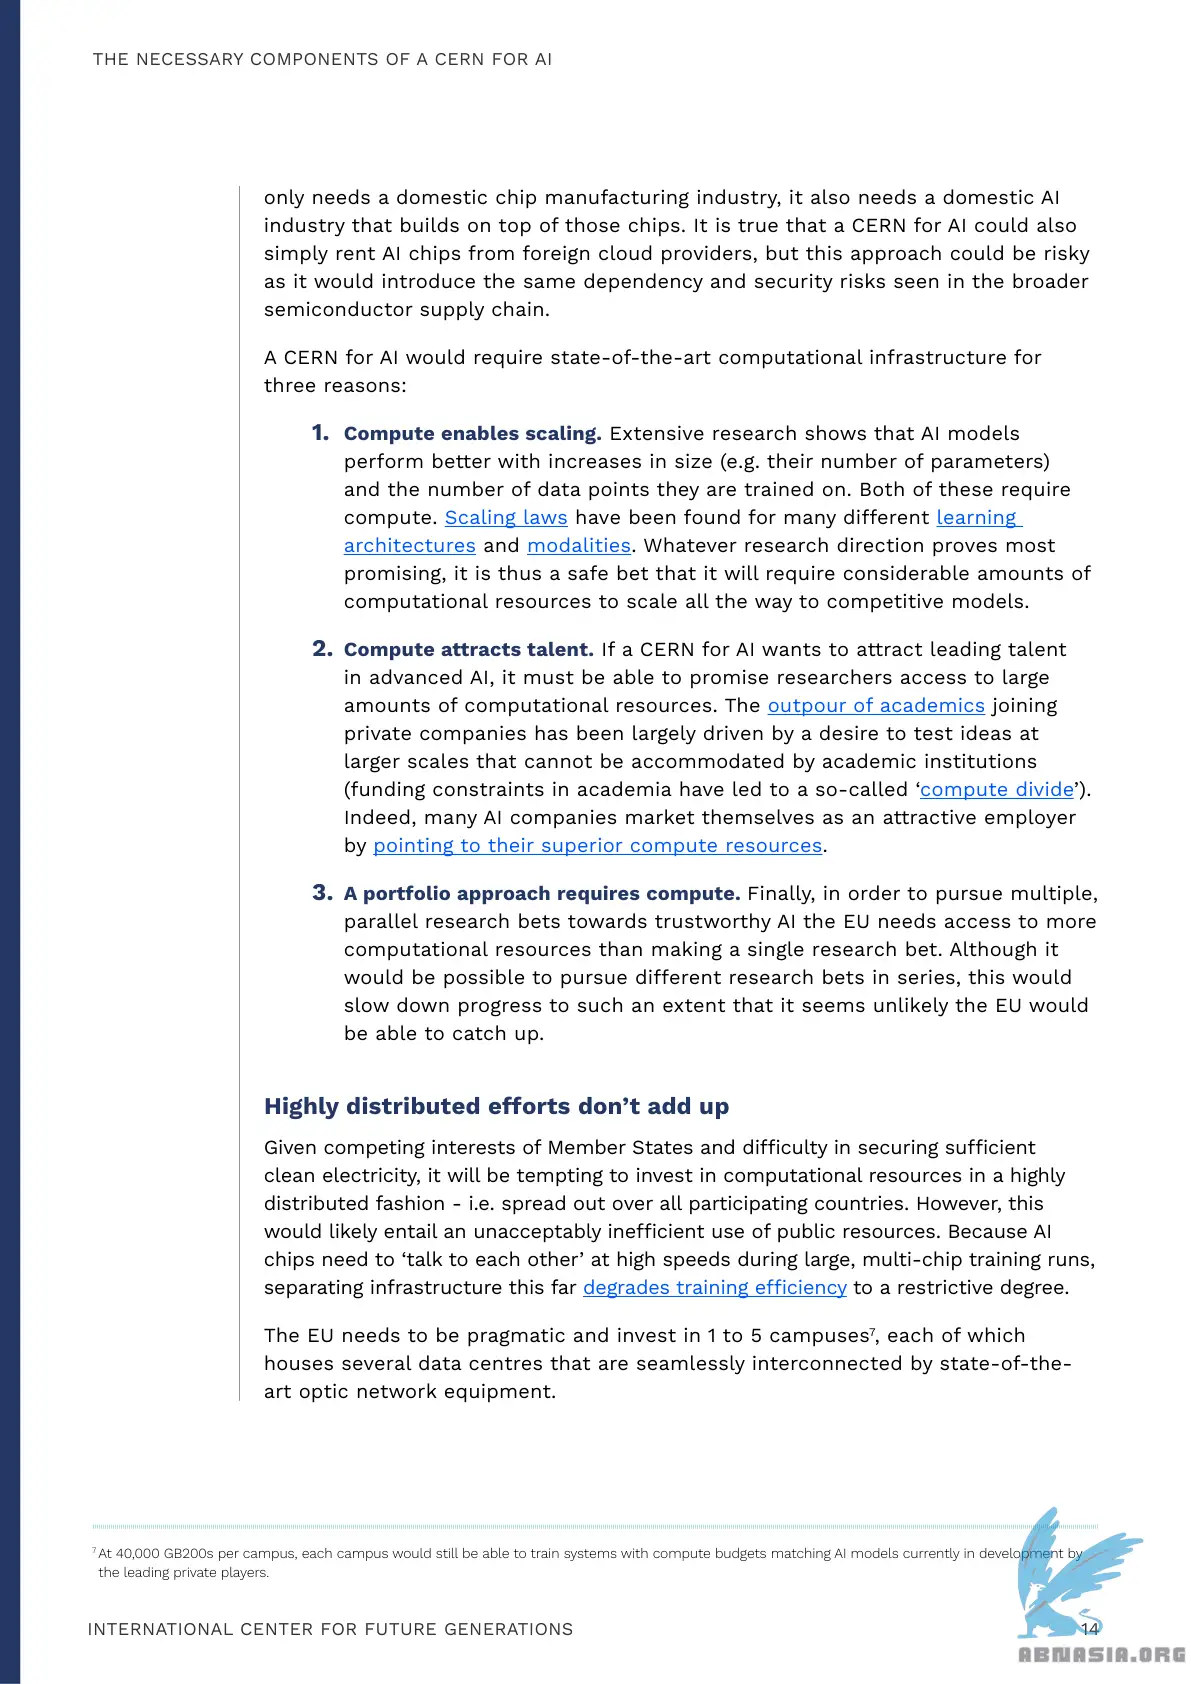 THE NECESSARY COMPONENTS OF A CERN FOR AI
only needs a domestic chip manufacturing industry, it also needs a domestic AI
industry that builds on top of those chips. It is true that a CERN for AI could also
simply rent AI chips from foreign cloud providers, but this approach could be risky
as it would introduce the same dependency and security risks seen in the broader
semiconductor supply chain.
A CERN for AI would require state-of-the-art computational infrastructure for
three reasons:
1. Compute enables scaling. Extensive research shows that AI models
perform better with increases in size (e.g. their number of parameters)
and the number of data points they are trained on. Both of these require
compute. Scaling laws have been found for many different learning
architectures and modalities. Whatever research direction proves most
promising, it is thus a safe bet that it will require considerable amounts of
computational resources to scale all the way to competitive models.
2. Compute attracts talent. If a CERN for AI wants to attract leading talent
in advanced AI, it must be able to promise researchers access to large
amounts of computational resources. The outpour of academics joining
private companies has been largely driven by a desire to test ideas at
larger scales that cannot be accommodated by academic institutions
(funding constraints in academia have led to a so-called ‘compute divide’).
Indeed, many AI companies market themselves as an attractive employer
by pointing to their superior compute resources.
3. A portfolio approach requires compute. Finally, in order to pursue multiple,
parallel research bets towards trustworthy AI the EU needs access to more
computational resources than making a single research bet. Although it
would be possible to pursue different research bets in series, this would
slow down progress to such an extent that it seems unlikely the EU would
be able to catch up.
Highly distributed efforts don’t add up
Given competing interests of Member States and difficulty in securing sufficient
clean electricity, it will be tempting to invest in computational resources in a highly
distributed fashion - i.e. spread out over all participating countries. However, this
would likely entail an unacceptably inefficient use of public resources. Because AI
chips need to ‘talk to each other’ at high speeds during large, multi-chip training runs,
separating infrastructure this far degrades training efficiency to a restrictive degree.
The EU needs to be pragmatic and invest in 1 to 5 campuses⁷, each of which
houses several data centres that are seamlessly interconnected by state-of-the-
art optic network equipment.
⁷ At 40,000 GB200s per campus, each campus would still be able to train systems with compute budgets matching AI models currently in development by
the leading private players.
INTERNATIONAL CENTER FOR FUTURE GENERATIONS
14
ABNASIA.ORG